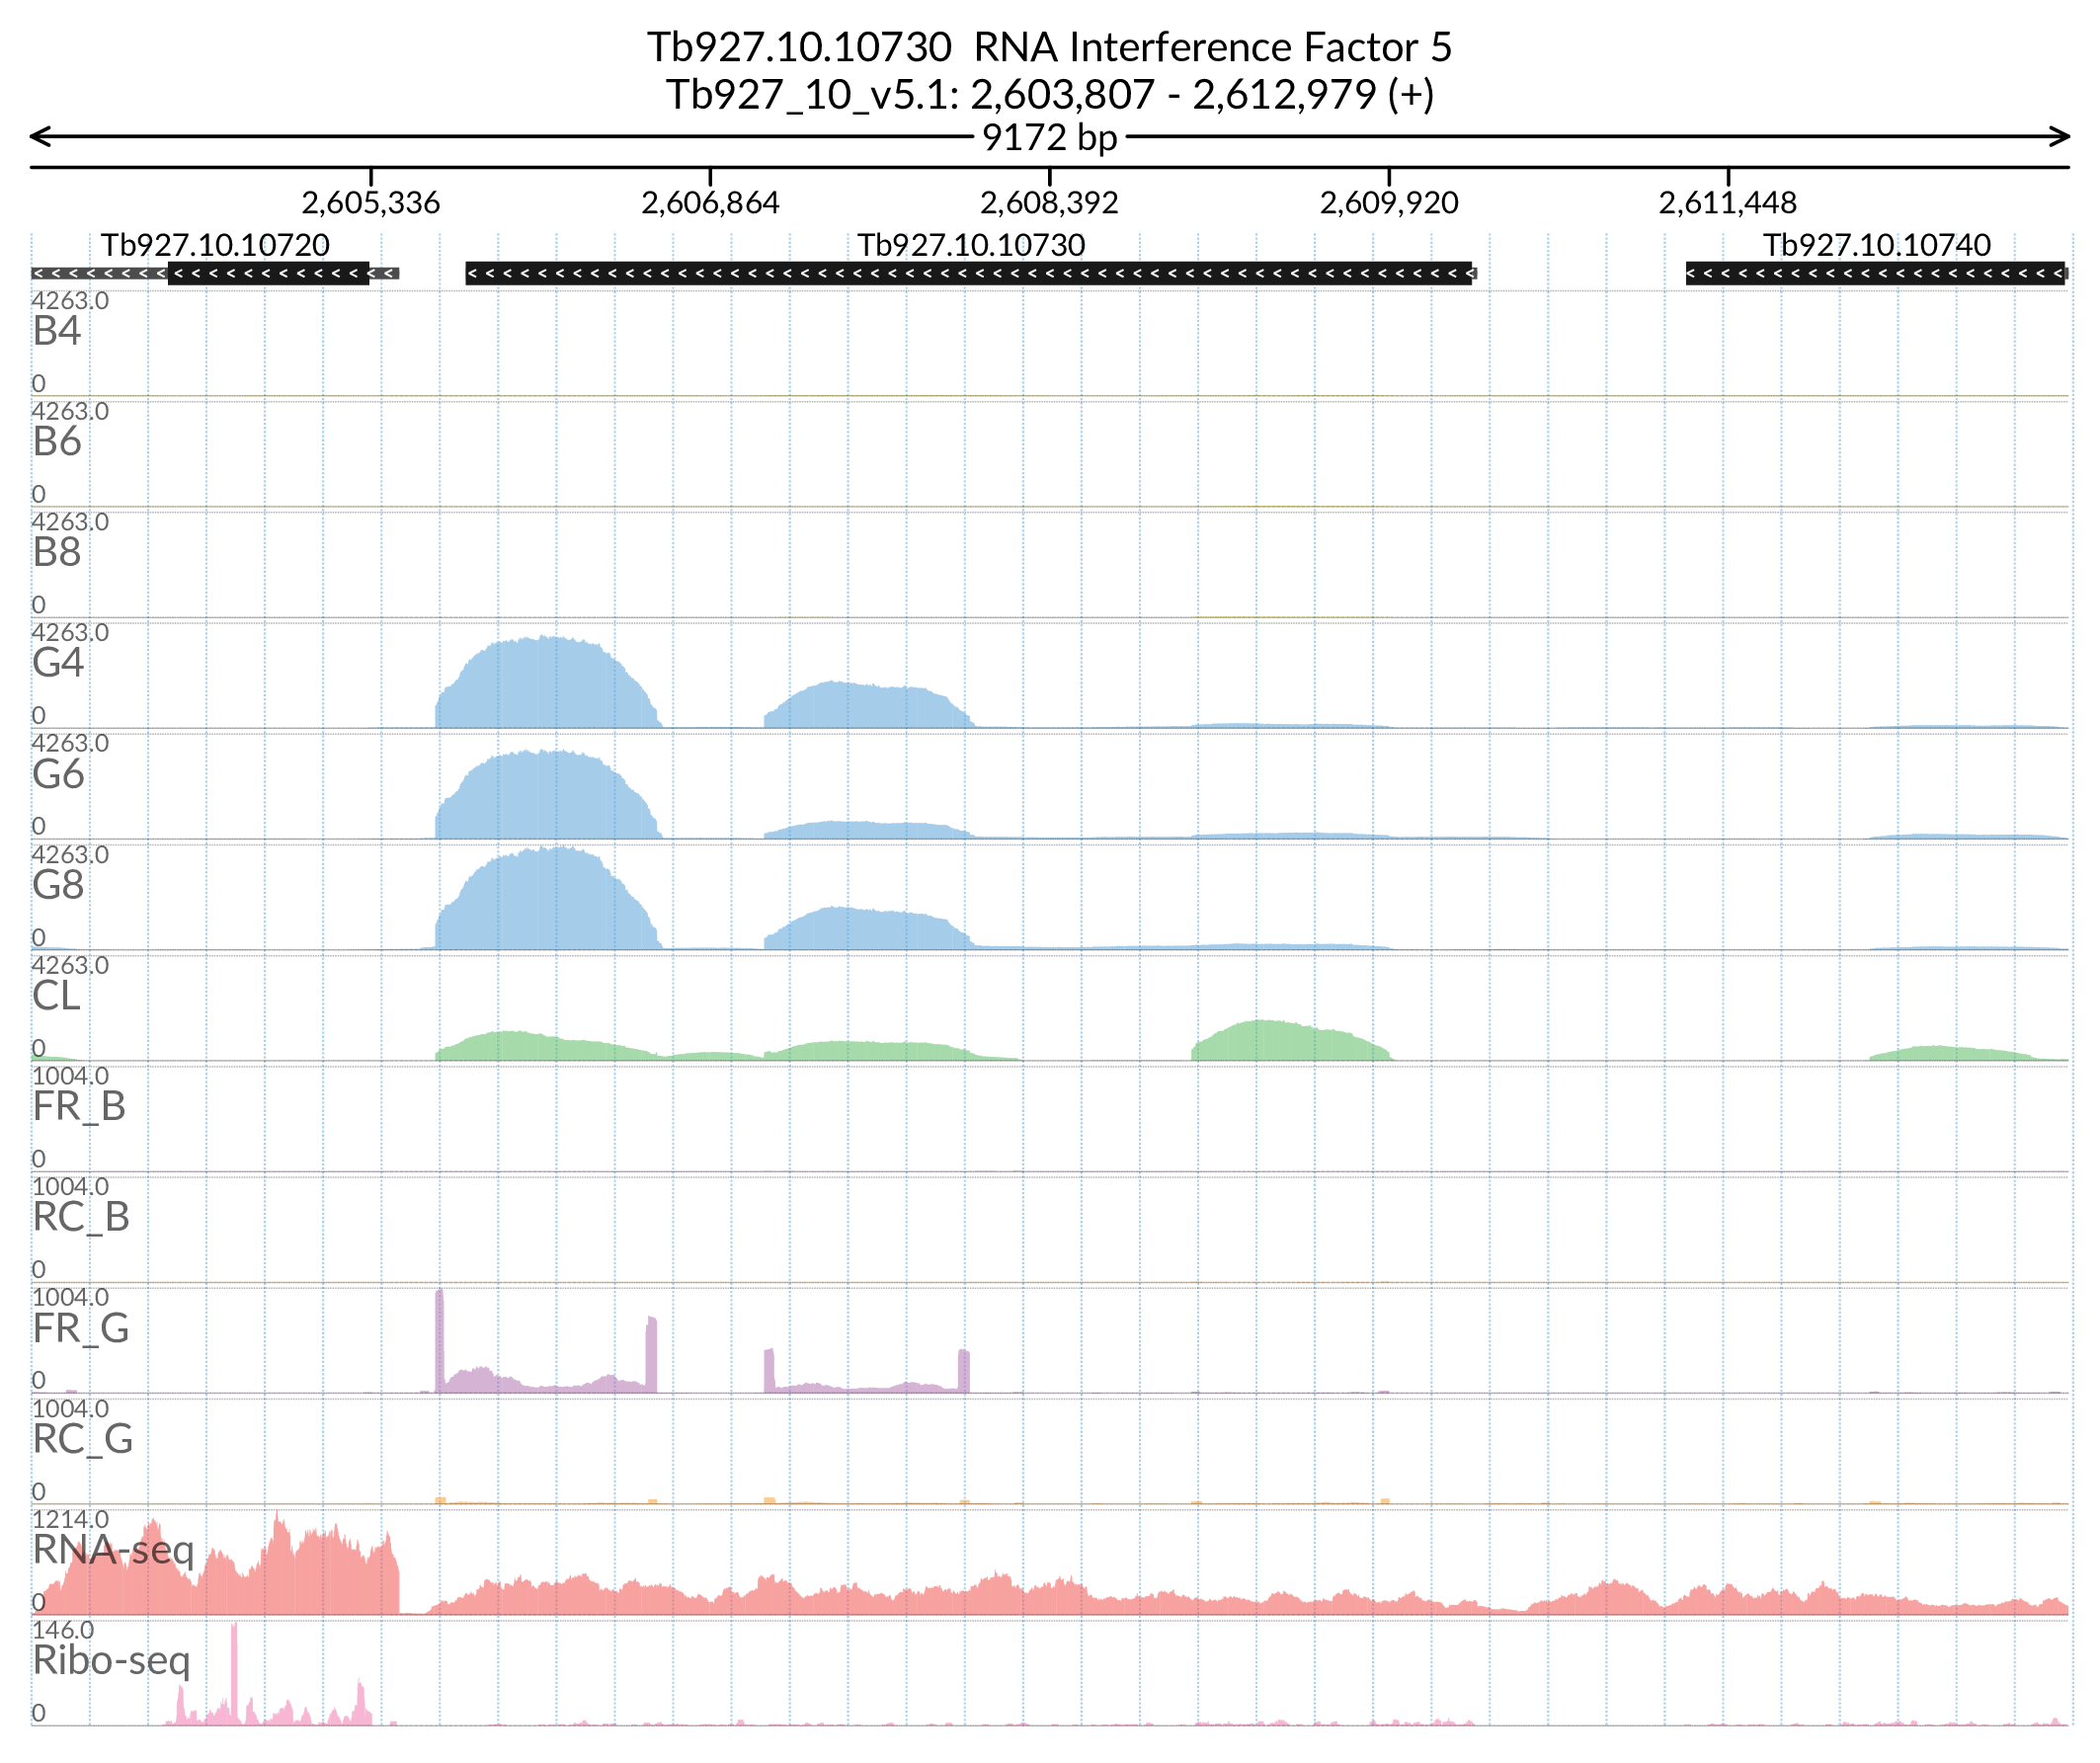 Tb927.10.10730  RNA Interference Factor 5
Tb927_10_v5.1: 2,603,807 - 2,612,979 (+)
9172 bp
2,605,336 2,606,864 2,608,392 2,609,920 2,611,448
Tb927.10.10720 Tb927.10.10730 Tb927.10.10740
4263.0
B4
0
4263.0
B6
0
4263.0
B8
0
4263.0
G4
0
4263.0
G6
0
4263.0
G8
0
4263.0
CL
0
1004.0
FR_B
0
1004.0
RC_B
0
1004.0
FR_G
0
1004.0
RC_G
0
1214.0
RNA-seq
0
146.0
Ribo-seq
0